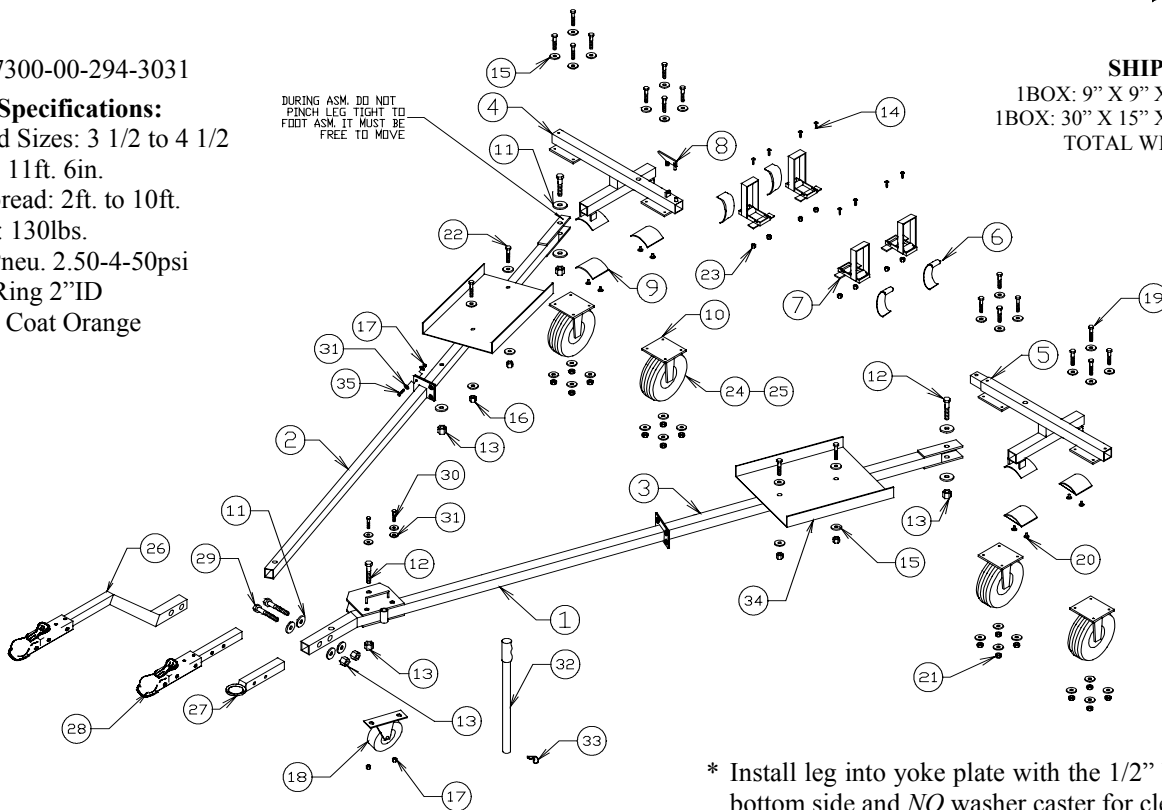 7300-00-294-3031
Specifications:
d Sizes: 3 1/2 to 4 1/2
11ft. 6in.
read: 2ft. to 10ft.
: 130lbs.
neu. 2.50-4-50psi
Ring 2”ID
Coat Orange
DURING ASM. DO NOT
PINCH LEG TIGHT TO
FOOT ASM. IT MUST BE
FREE TO MOVE
SHIP
1BOX: 9” X 9” X
1BOX: 30” X 15” X
TOTAL WE
15
4
11
8
14
22
9
23
7
6
10
24
25
19
5
12
17
31
35
16
13
2
3
13
30
31
12
11
29
26
15
34
20
1
28
27
13
13
32
21
18
17
33
* Install leg into yoke plate with the 1/2”
bottom side and NO washer caster for cle